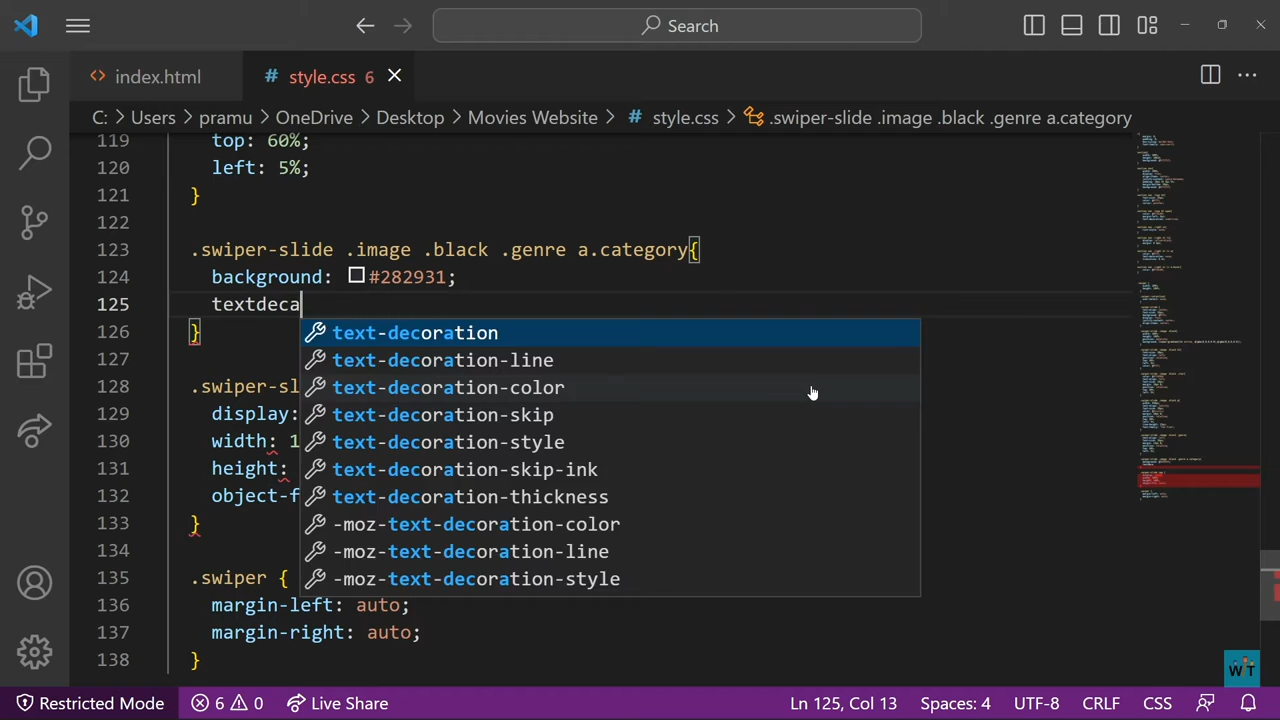 Search
index.html
# style.css 6
C: > Users > pramu > OneDrive > Desktop > Movies Website > # style.css > .swiper-slide .image .black .genre a.category
119 top: 60%;
120 left: 5%;
121 }
122
123 .swiper-slide .image .black .genre a.category{
124 background: #282931;
125 textdeca
126 }
text-decoration
127
text-decoration-line
128 .swiper-sl
text-decoration-color
129 display:
text-decoration-skip
130 width: 1
text-decoration-style
131 height:
text-decoration-skip-ink
132 object-f
text-decoration-thickness
133 }
-moz-text-decoration-color
134
-moz-text-decoration-line
135 .swiper {
-moz-text-decoration-style
136 margin-left: auto;
137 margin-right: auto;
138 }
WT
Restricted Mode 6 0 Live Share Ln 125, Col 13 Spaces: 4 UTF-8 CRLF CSS